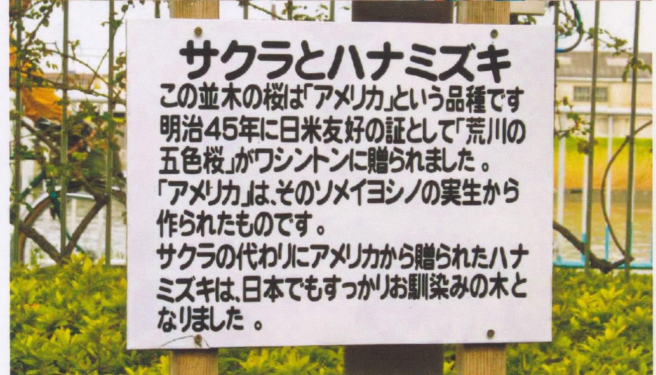 サクラとハナミズキ
この並木の桜は「アメリカ」という品種です
明治45年に日米友好の証として「荒川の
五色桜」がワシントンに贈られました。
「アメリカ」は、そのソメイヨシノの実生から
作られたものです。
サクラの代わりにアメリカから贈られたハナ
ミズキは、日本でもすっかりお馴染みの木と
なりました。